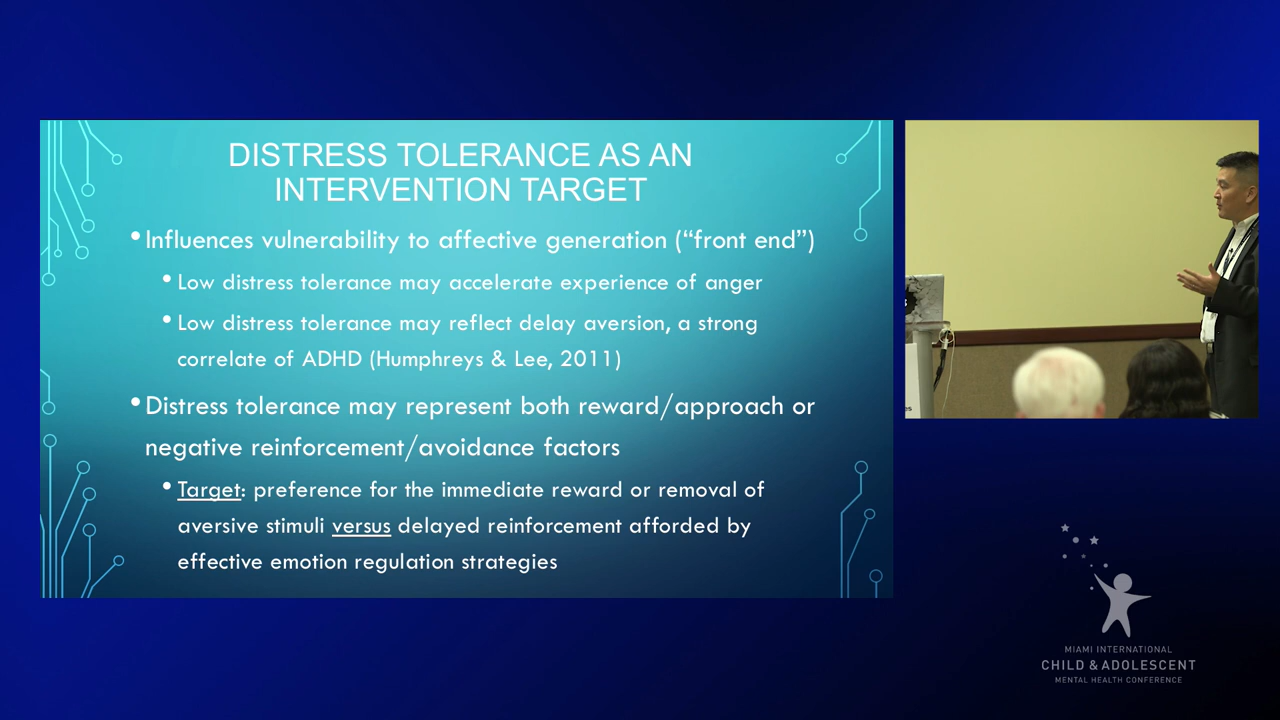 DISTRESS TOLERANCE AS AN
INTERVENTION TARGET
•Influences vulnerability to affective generation (“front end”)
•Low distress tolerance may accelerate experience of anger
•Low distress tolerance may reflect delay aversion, a strong
correlate of ADHD (Humphreys & Lee, 2011)
•Distress tolerance may represent both reward/approach or
negative reinforcement/avoidance factors
•Target: preference for the immediate reward or removal of
aversive stimuli versus delayed reinforcement afforded by
effective emotion regulation strategies
MIAMI INTERNATIONAL
CHILD & ADOLESCENT
MENTAL HEALTH CONFERENCE